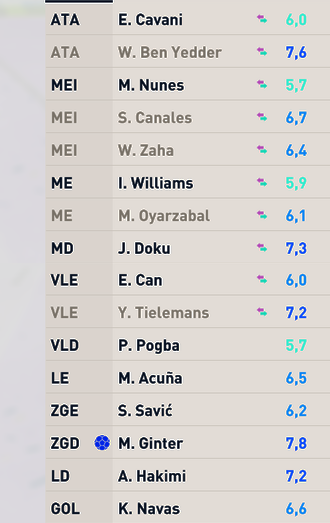 ATA E. Cavani 6,0
ATA W. Ben Yedder 7,6
MEI M. Nunes 5,7
MEI S. Canales 6,7
MEI W. Zaha 6,4
ME I. Williams 5,9
ME M. Oyarzabal 6,1
MD J. Doku 7,3
VLE E. Can 6,0
VLE Y. Tielemans 7,2
VLD P. Pogba 5,7
LE M. Acuña 6,5
ZGE S. Savić 6,2
ZGD M. Ginter 7,8
LD A. Hakimi 7,2
GOL K. Navas 6,6